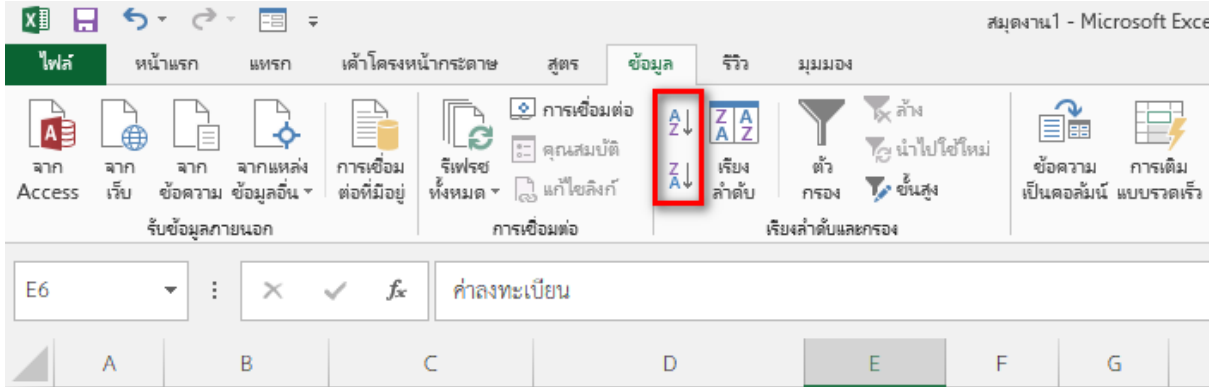 สมุดงาน1 - Microsoft Exce
ไฟล์ หน้าแรก แทรก เค้าโครงหน้ากระดาษ สูตร ข้อมูล รีวิว มุมมอง
จาก Access
จาก เว็บ
จาก ข้อความ
จากแหล่ง ข้อมูลอื่น
การเชื่อม ต่อที่มีอยู่
รีเฟรช ทั้งหมด
การเชื่อมต่อ
คุณสมบัติ
แก้ไขลิงก์
A Z
Z A
Z A A Z
เรียง ลำดับ
ตัว กรอง
ล้าง
นำไปใช้ใหม่
ขั้นสูง
ข้อความ เป็นคอลัมน์
การเติม แบบรวดเร็ว
รับข้อมูลภายนอก การเชื่อมต่อ เรียงลำดับและกรอง
E6 fx ค่าลงทะเบียน
A B C D E F G